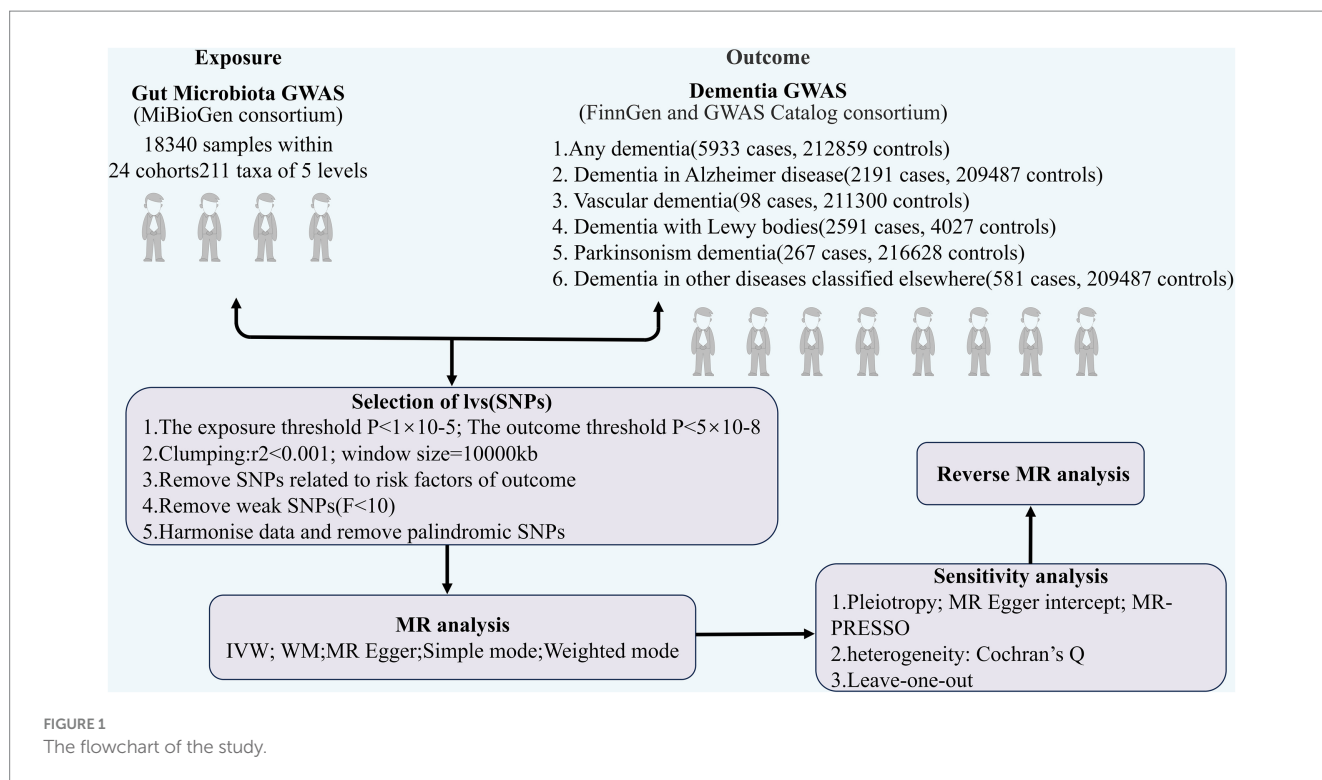 Exposure
Gut Microbiota GWAS
(MiBioGen consortium)
18340 samples within
24 cohorts211 taxa of 5 levels
Outcome
Dementia GWAS
(FinnGen and GWAS Catalog consortium)
1.Any dementia(5933 cases, 212859 controls)
2. Dementia in Alzheimer disease(2191 cases, 209487 controls)
3. Vascular dementia(98 cases, 211300 controls)
4. Dementia with Lewy bodies(2591 cases, 4027 controls)
5. Parkinsonism dementia(267 cases, 216628 controls)
6. Dementia in other diseases classified elsewhere(581 cases, 209487 controls)
Selection of lvs(SNPs)
1.The exposure threshold P<1×10-5; The outcome threshold P<5×10-8
2.Clumping:r2<0.001; window size=10000kb
3.Remove SNPs related to risk factors of outcome
4.Remove weak SNPs(F<10)
5.Harmonise data and remove palindromic SNPs
MR analysis
IVW; WM;MR Egger;Simple mode;Weighted mode
Sensitivity analysis
1.Pleiotropy; MR Egger intercept; MR-
PRESSO
2.heterogeneity: Cochran's Q
3.Leave-one-out
Reverse MR analysis
FIGURE 1
The flowchart of the study.